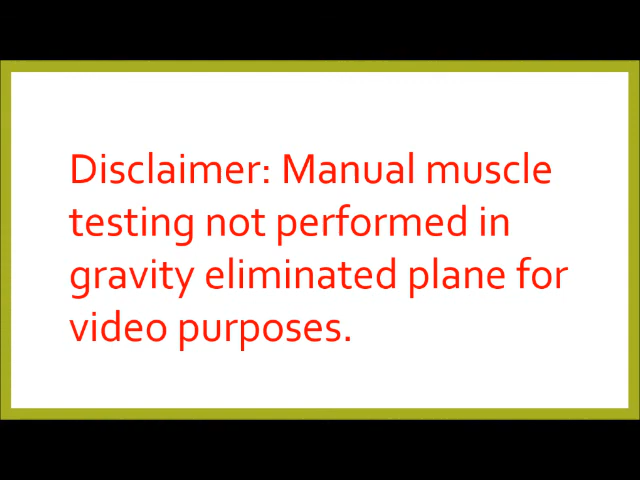 Disclaimer: Manual muscle
testing not performed in
gravity eliminated plane for
video purposes.